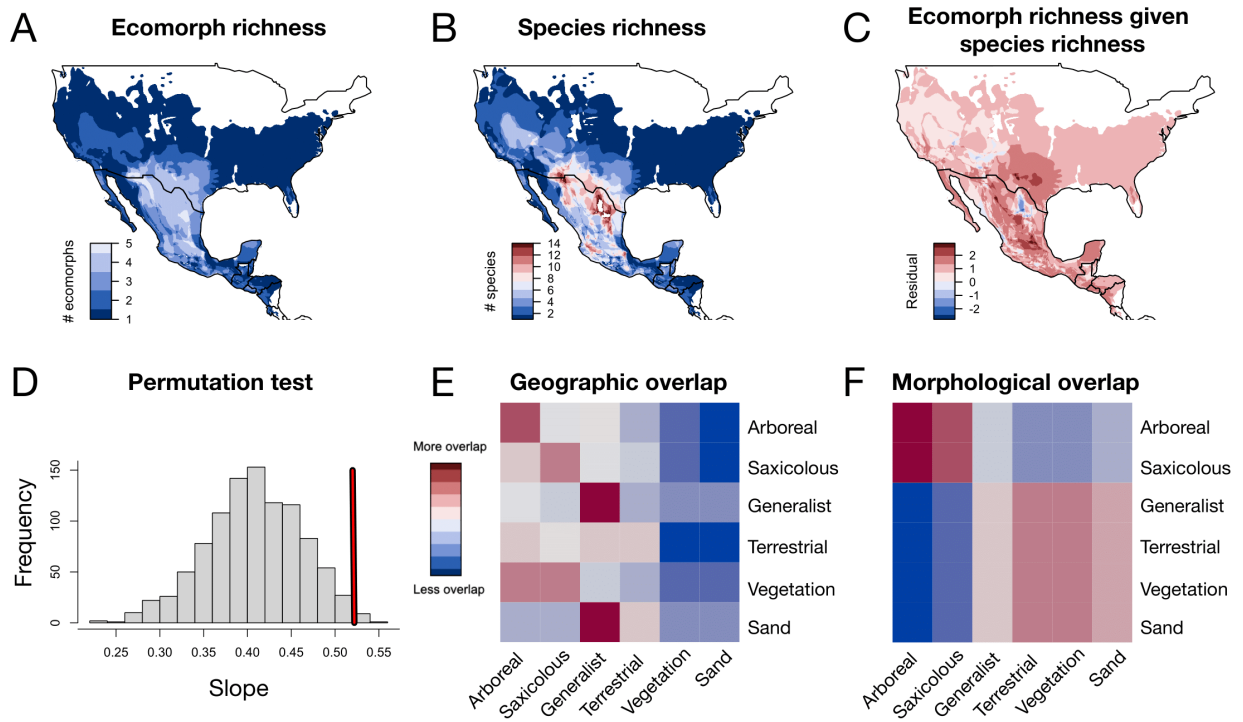 A
Ecomorph richness
# ecomorphs
5
4
3
2
1
B
Species richness
# species
14
12
10
8
6
4
2
C
Ecomorph richness given
species richness
Residual
2
1
0
-1
-2
D
Permutation test
Frequency
150
100
50
0
0.25 0.30 0.35 0.40 0.45 0.50 0.55
Slope
E
Geographic overlap
More overlap
Less overlap
Arboreal
Saxicolous
Generalist
Terrestrial
Vegetation
Sand
Arboreal
Saxicolous
Generalist
Terrestrial
Vegetation
Sand
F
Morphological overlap
Arboreal
Saxicolous
Generalist
Terrestrial
Vegetation
Sand
Arboreal
Saxicolous
Generalist
Terrestrial
Vegetation
Sand